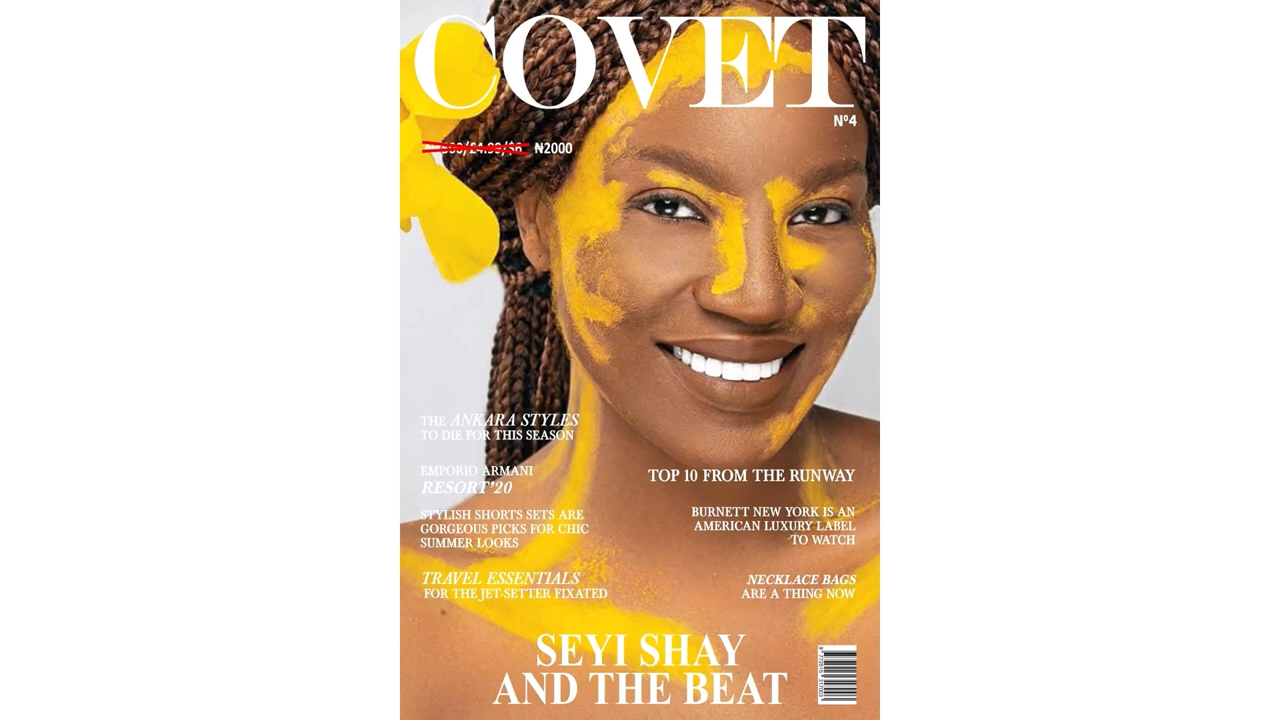 COVET
Nº4
₦2000
THE ANKARA STYLES
TO DIE FOR THIS SEASON
EMPORIO ARMANI
RESORT'20
STYLISH SHORTS SETS ARE
GORGEOUS PICKS FOR CHIC
SUMMER LOOKS
TRAVEL ESSENTIALS
FOR THE JET-SETTER FIXATED
TOP 10 FROM THE RUNWAY
BURNETT NEW YORK IS AN
AMERICAN LUXURY LABEL
TO WATCH
NECKLACE BAGS
ARE A THING NOW
SEYI SHAY
AND THE BEAT